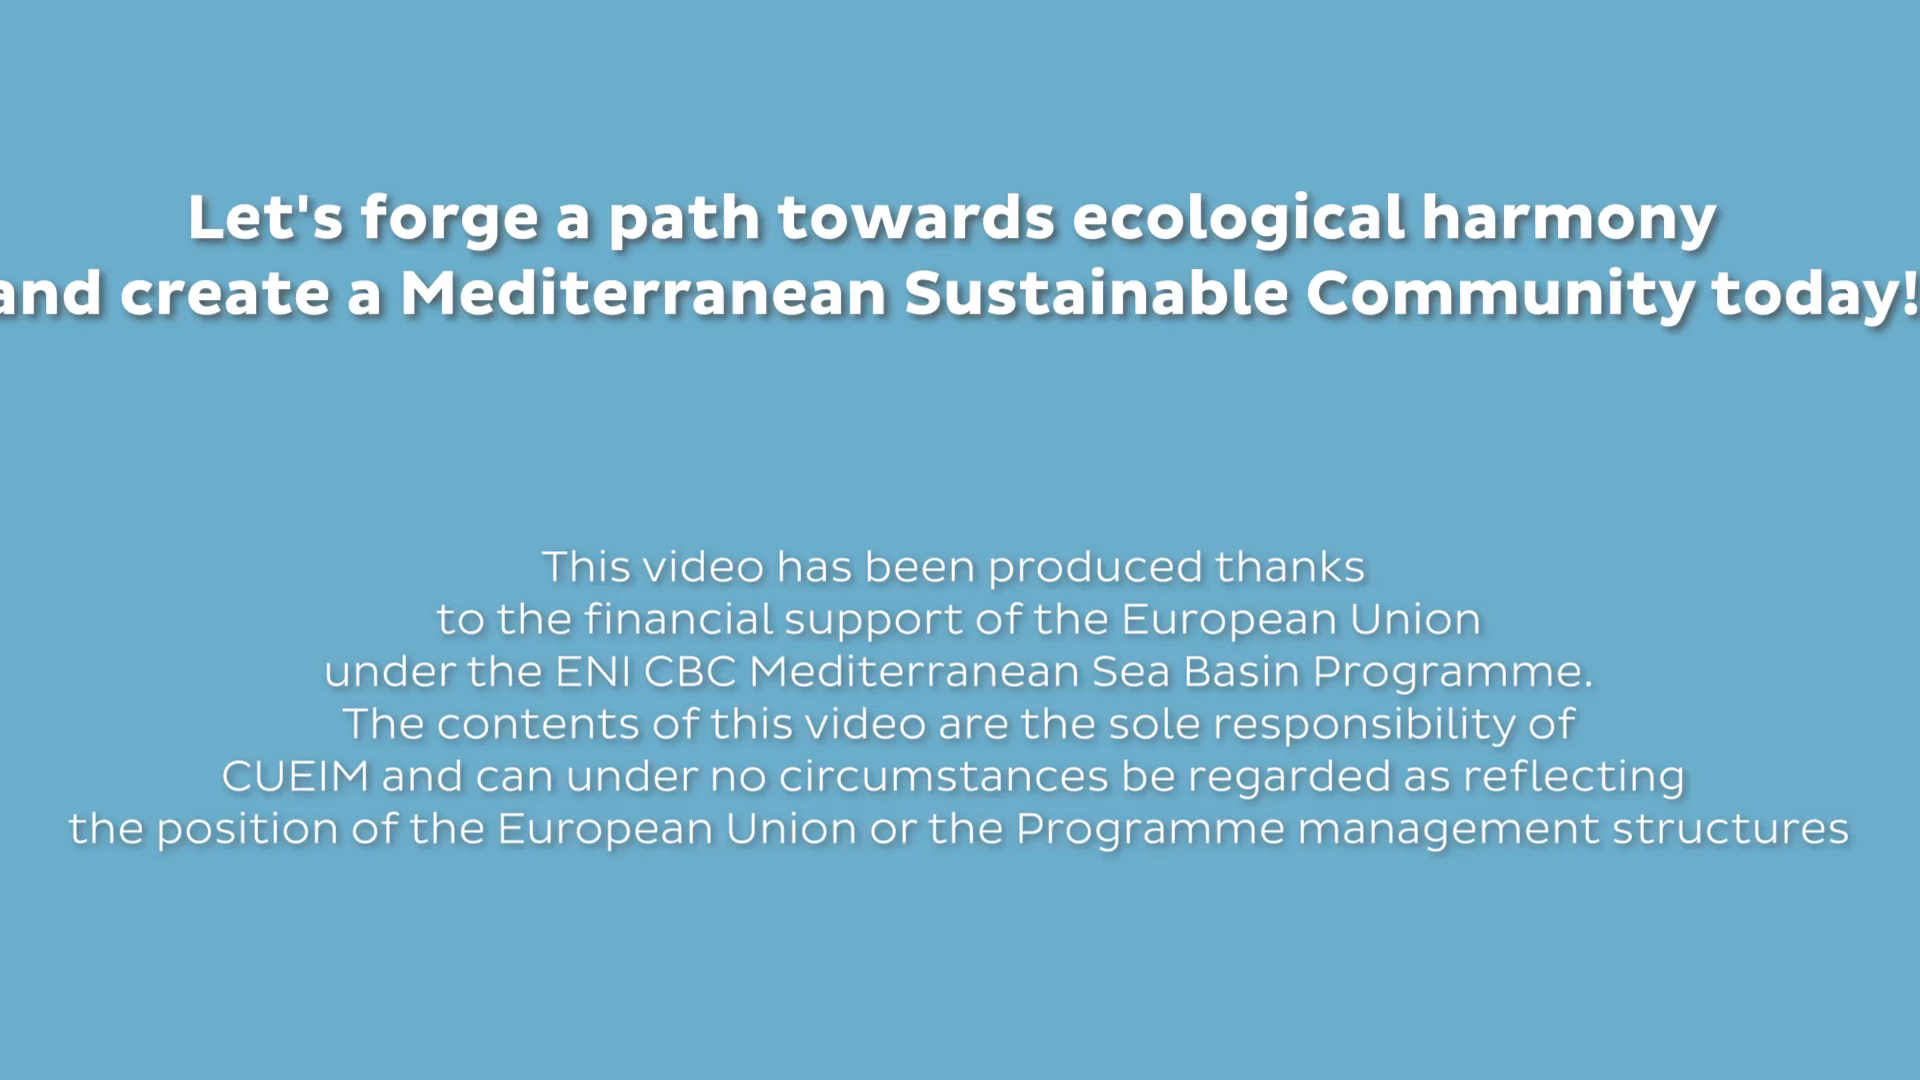 Let's forge a path towards ecological harmony
and create a Mediterranean Sustainable Community today!
This video has been produced thanks
to the financial support of the European Union
under the ENI CBC Mediterranean Sea Basin Programme.
The contents of this video are the sole responsibility of
CUEIM and can under no circumstances be regarded as reflecting
the position of the European Union or the Programme management structures